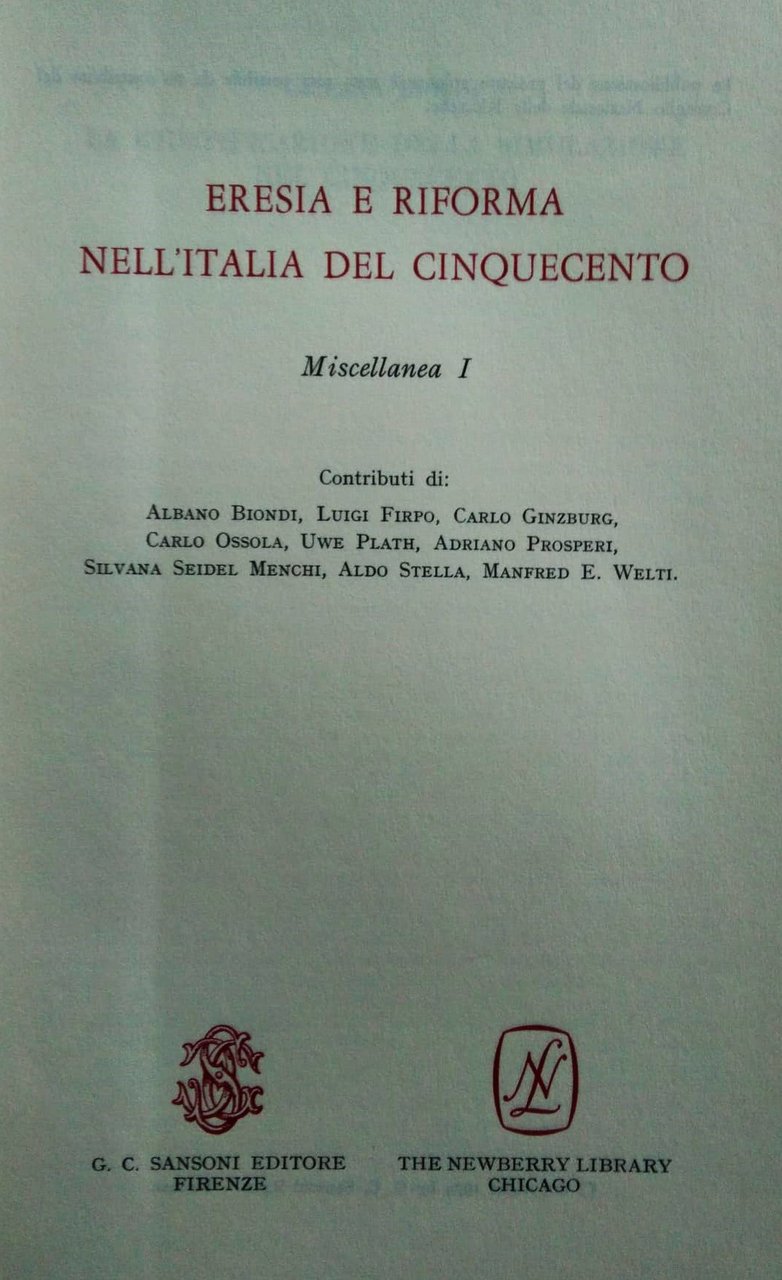 ERESIA E RIFORMA
NELL'ITALIA DEL CINQUECENTO
Miscellanea I
Contributi di:
ALBANO BIONDI, LUIGI FIRPO, CARLO GINZBURG,
CARLO OSSOLA, UWE PLATH, ADRIANO PROSPERI,
SILVANA SEIDEL MENCHI, ALDO STELLA, MANFRED E. WELTI.
G. C. SANSONI EDITORE
FIRENZE
THE NEWBERRY LIBRARY
CHICAGO